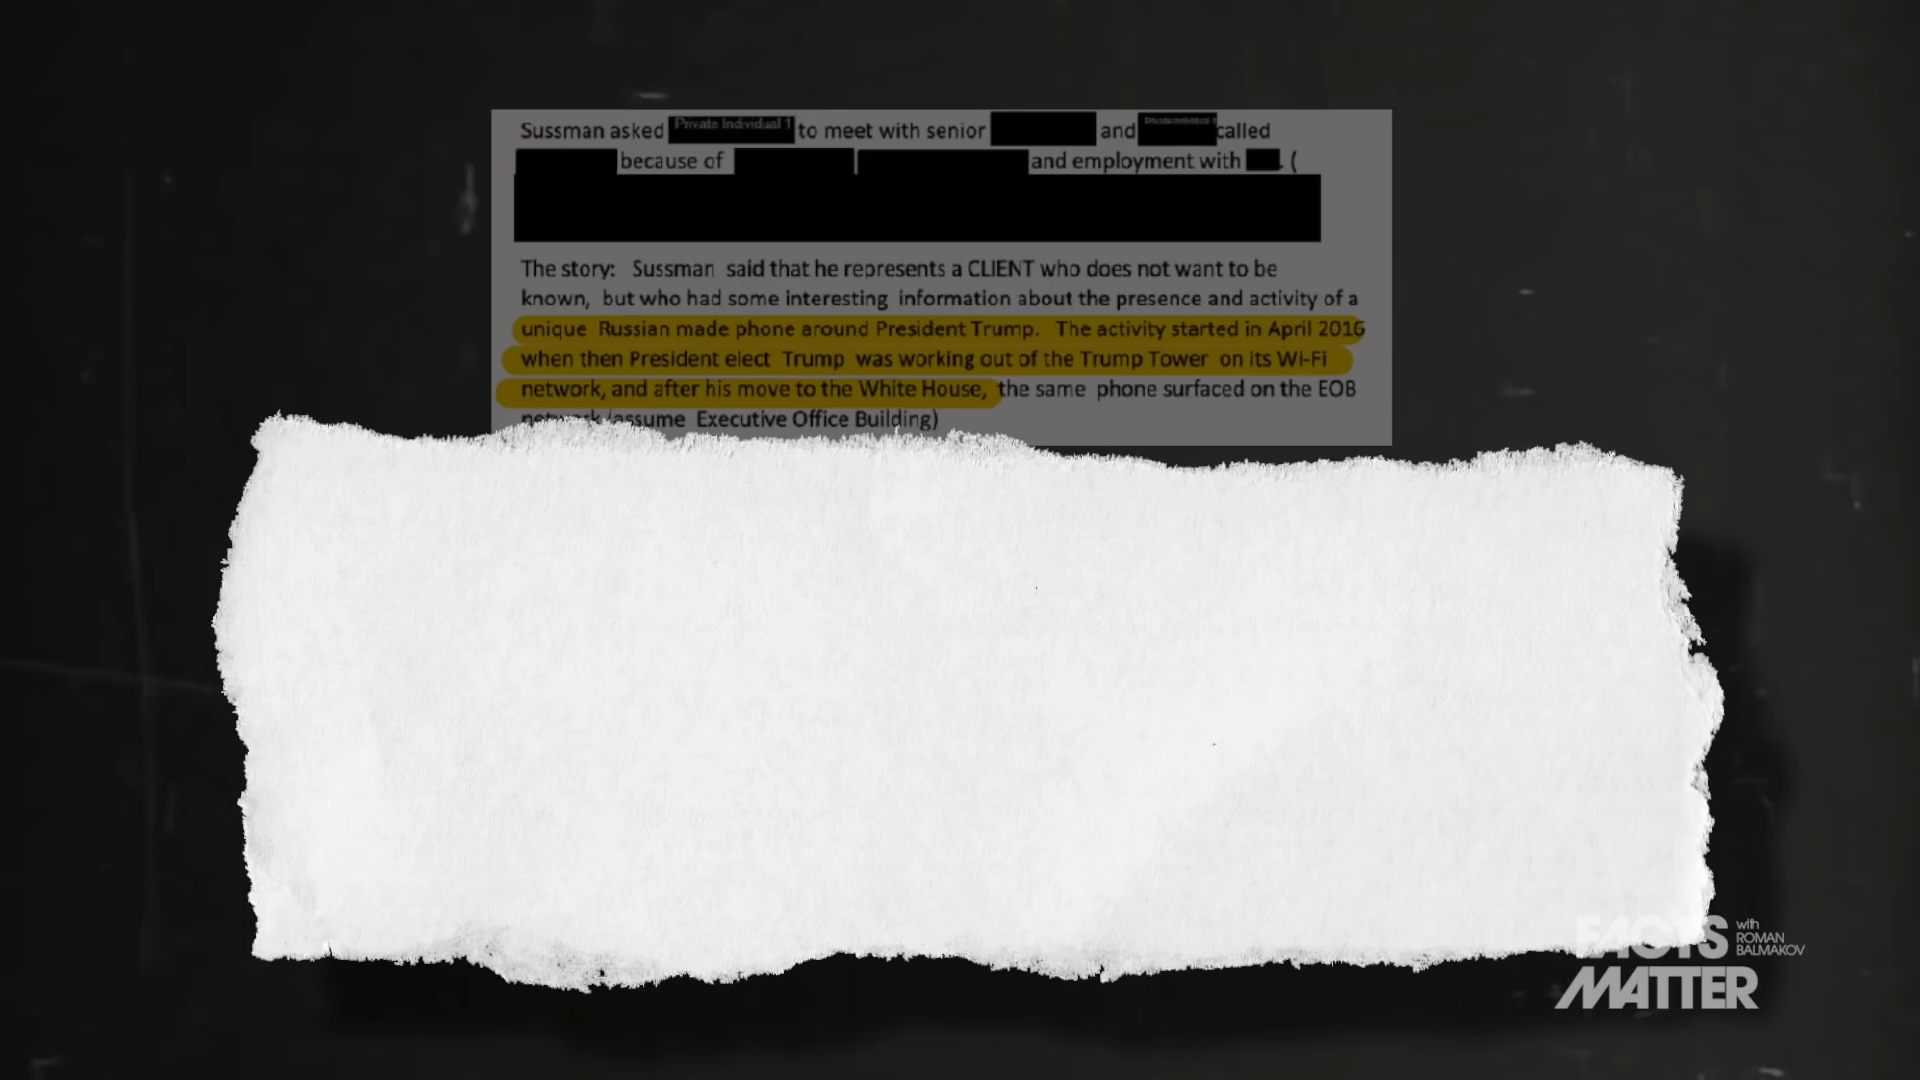 Sussman asked Private Individual 1 to meet with senior and called
because of and employment with . (
The story: Sussman said that he represents a CLIENT who does not want to be
known, but who had some interesting information about the presence and activity of a
unique Russian made phone around President Trump. The activity started in April 2016
when then President elect Trump was working out of the Trump Tower on its Wi-Fi
network, and after his move to the White House, the same phone surfaced on the EOB
network (assume Executive Office Building)
FACTS
with
ROMAN
BALMAKOV
MATTER